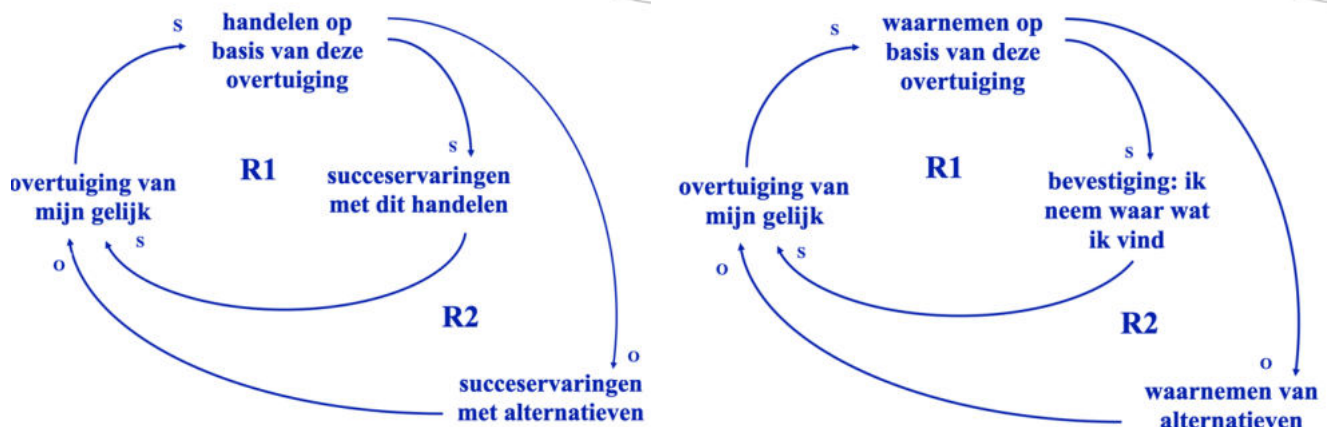 s
handelen op
basis van deze
overtuiging
s
R1
overtuiging van
mijn gelijk
succeservaringen
met dit handelen
s
o
R2
o
succeservaringen
met alternatieven
s
waarnemen op
basis van deze
overtuiging
s
R1
overtuiging van
mijn gelijk
bevestiging: ik
neem waar wat
ik vind
s
o
R2
o
waarnemen van
alternatieven